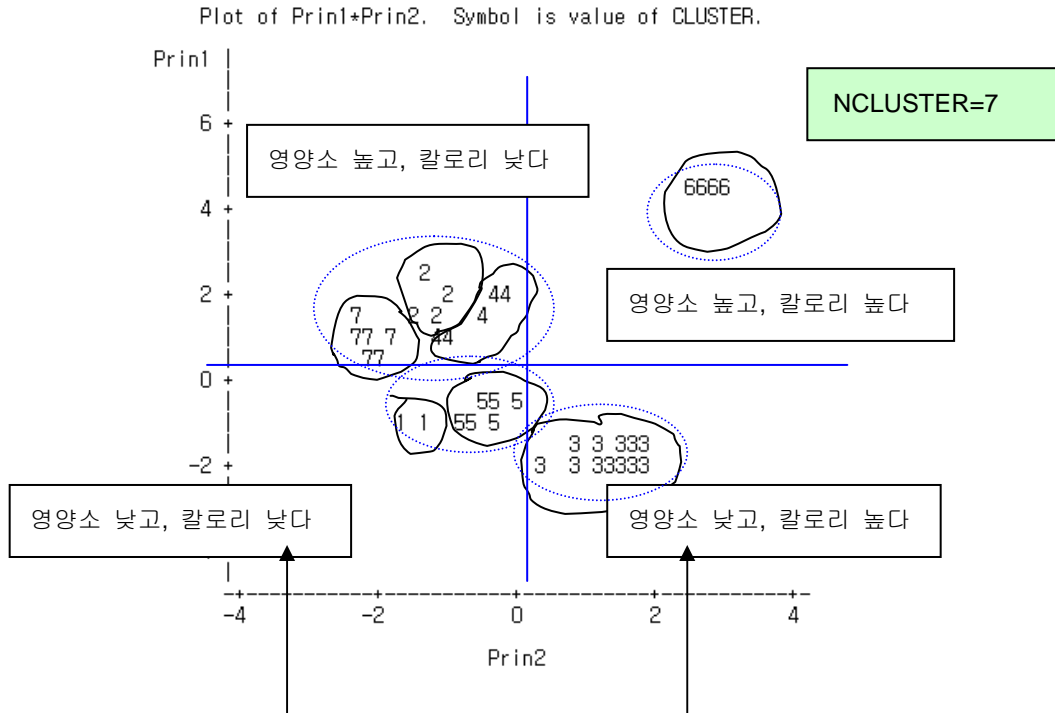 Plot of Prin1*Prin2.  Symbol is value of CLUSTER.
Prin1
NCLUSTER=7
6
영양소 높고, 칼로리 낮다
6666
4
2
2
2
44
영양소 높고, 칼로리 높다
7
2 2
4
77 7
44
77
0
55 5
1 1
55 5
3 3 333
-2
3 3 33333
영양소 낮고, 칼로리 낮다
영양소 낮고, 칼로리 높다
-4 -2 0 2 4
Prin2